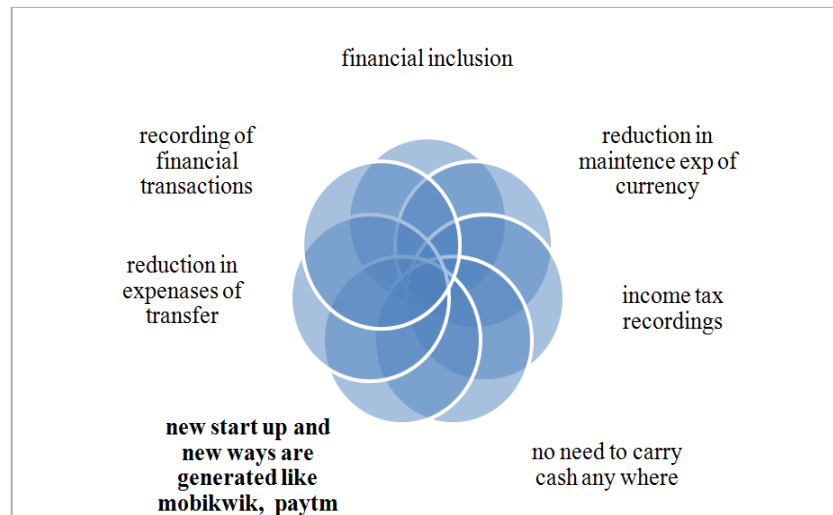 financial inclusion
recording of
financial
transactions
reduction in
maintence exp of
currency
reduction in
expenases of
transfer
income tax
recordings
new start up and
new ways are
generated like
mobikwik, paytm
no need to carry
cash any where